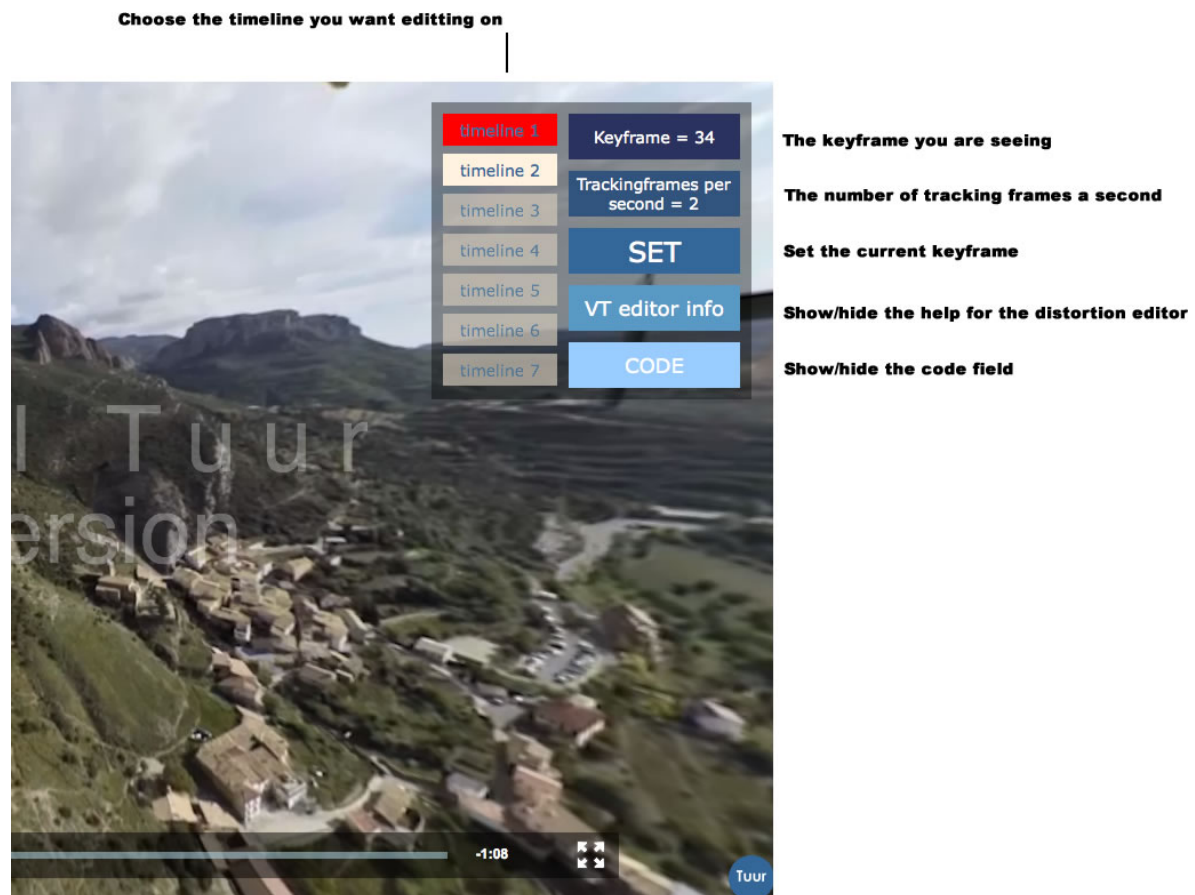 Choose the timeline you want editting on
timeline 1
Keyframe = 34
The keyframe you are seeing
timeline 2
Trackingframes per
second = 2
The number of tracking frames a second
timeline 3
timeline 4
SET
Set the current keyframe
timeline 5
VT editor info
Show/hide the help for the distortion editor
timeline 6
timeline 7
CODE
Show/hide the code field
l Tuur
ersion
-1:08
Tuur